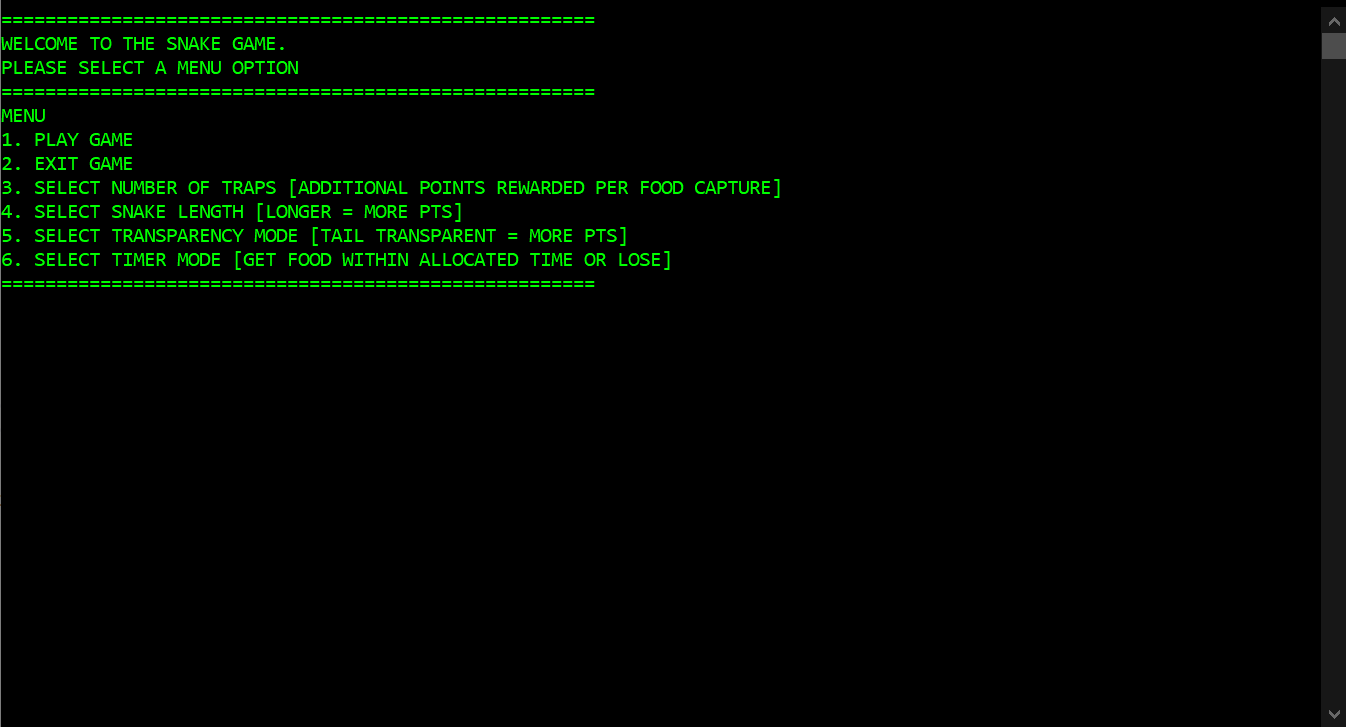 ======================================================
WELCOME TO THE SNAKE GAME.
PLEASE SELECT A MENU OPTION
======================================================
MENU
1. PLAY GAME
2. EXIT GAME
3. SELECT NUMBER OF TRAPS [ADDITIONAL POINTS REWARDED PER FOOD CAPTURE]
4. SELECT SNAKE LENGTH [LONGER = MORE PTS]
5. SELECT TRANSPARENCY MODE [TAIL TRANSPARENT = MORE PTS]
6. SELECT TIMER MODE [GET FOOD WITHIN ALLOCATED TIME OR LOSE]
======================================================